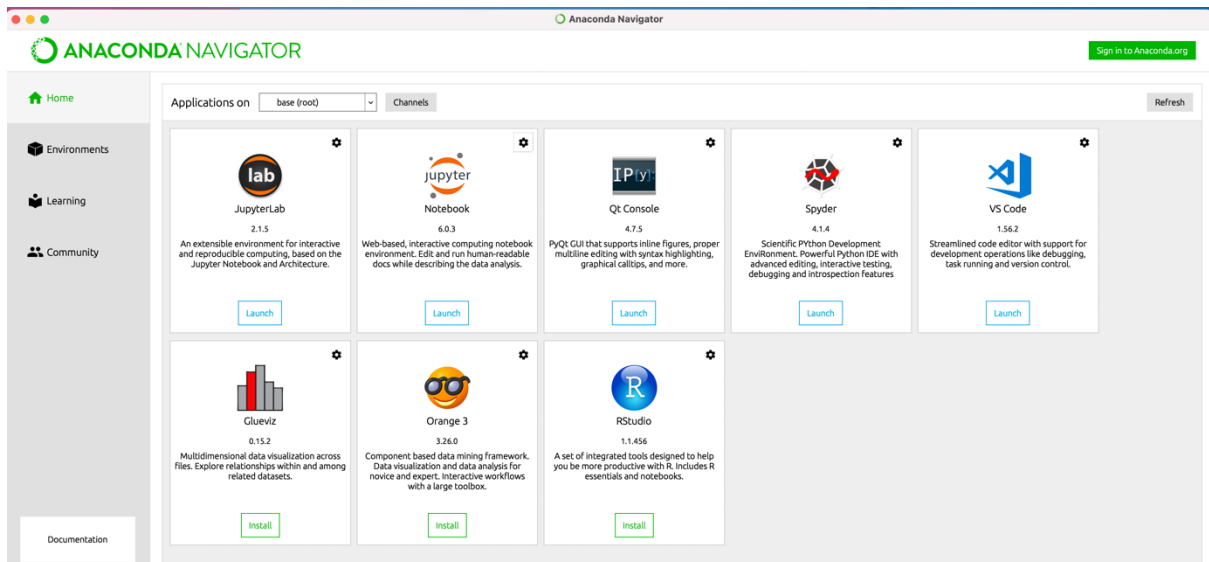 Anaconda Navigator
ANACONDA NAVIGATOR
Sign in to Anaconda.org
Home
Environments
Learning
Community
Documentation
Applications on
base (root)
Channels
Refresh
lab
JupyterLab
2.1.5
An extensible environment for interactive
and reproducible computing, based on the
Jupyter Notebook and Architecture.
Launch
jupyter
Notebook
6.0.3
Web-based, interactive computing notebook
environment. Edit and run human-readable
docs while describing the data analysis.
Launch
IP[y]:
Qt Console
4.7.5
PyQt GUI that supports inline figures, proper
multiline editing with syntax highlighting,
graphical calltips, and more.
Launch
Spyder
4.1.4
Scientific PYthon Development
EnviRonment. Powerful Python IDE with
advanced editing, interactive testing,
debugging and introspection features
Launch
VS Code
1.56.2
Streamlined code editor with support for
development operations like debugging,
task running and version control.
Launch
Glueviz
0.15.2
Multidimensional data visualization across
files. Explore relationships within and among
related datasets.
Install
Orange 3
3.26.0
Component based data mining framework.
Data visualization and data analysis for
novice and expert. Interactive workflows
with a large toolbox.
Install
R
RStudio
1.1.456
A set of integrated tools designed to help
you be more productive with R. Includes R
essentials and notebooks.
Install